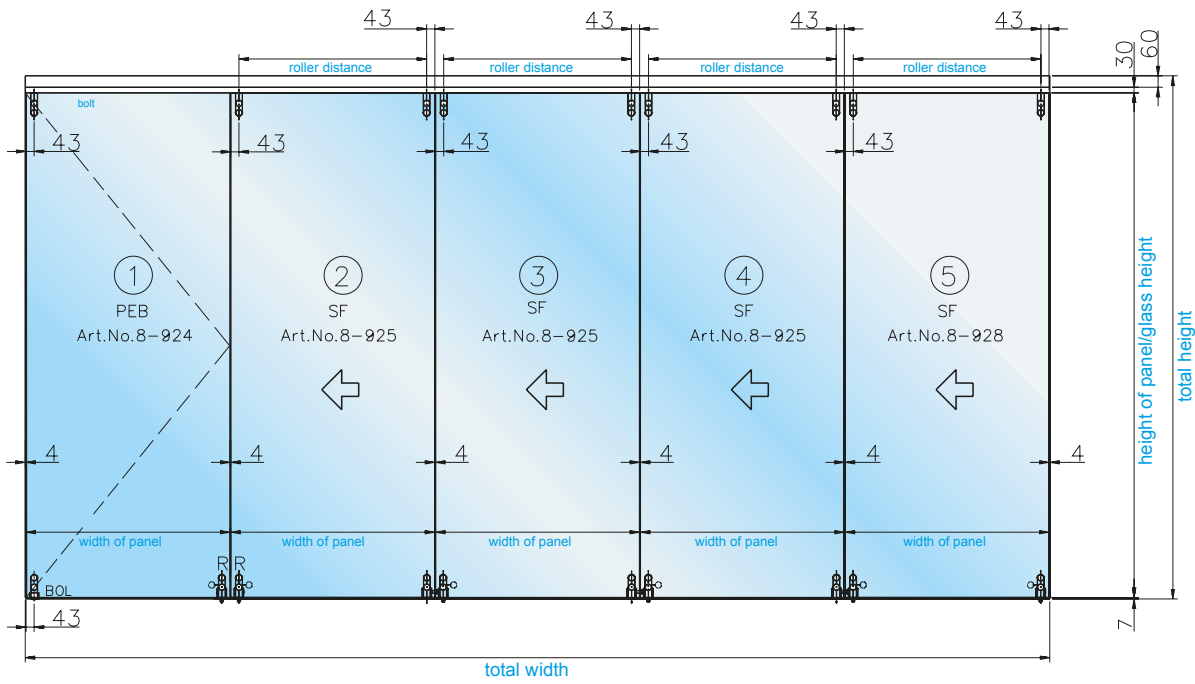 43 43 43 43
roller distance roller distance roller distance roller distance
30 60
bolt
43 43 43 43 43
1 2 3 4 5
PEB SF SF SF SF
Art.No.8-924 Art.No.8-925 Art.No.8-925 Art.No.8-925 Art.No.8-928
height of panel/glass height
total height
4 4 4 4 4 4
width of panel width of panel width of panel width of panel width of panel
R R
BOL
43
7
total width